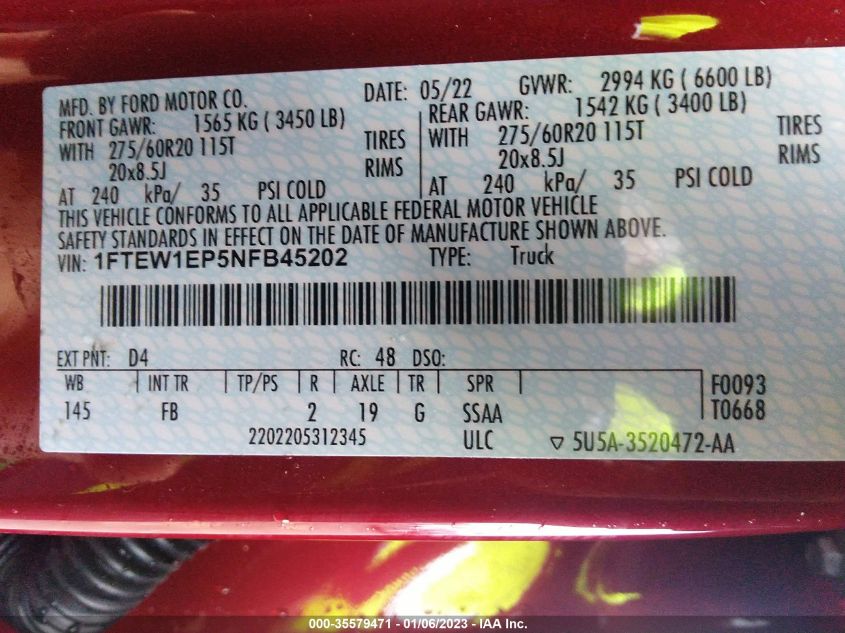 MFD. BY FORD MOTOR CO. DATE: 05/22 GVWR: 2994 KG ( 6600 LB)
FRONT GAWR: 1565 KG ( 3450 LB) REAR GAWR: 1542 KG ( 3400 LB)
WITH 275/60R20 115T TIRES WITH 275/60R20 115T TIRES
20x8.5J RIMS 20x8.5J RIMS
AT 240 kPa/ 35 PSI COLD AT 240 kPa/ 35 PSI COLD
THIS VEHICLE CONFORMS TO ALL APPLICABLE FEDERAL MOTOR VEHICLE
SAFETY STANDARDS IN EFFECT ON THE DATE OF MANUFACTURE SHOWN ABOVE.
VIN: 1FTEW1EP5NFB45202 TYPE: Truck
EXT PNT: D4 RC: 48 DSO:
WB INT TR TP/PS R AXLE TR SPR F0093
145 FB 2 19 G SSAA T0668
2202205312345 ULC ▽ 5U5A-3520472-AA
000-35579471 — 01/06/2023 — IAA Inc.